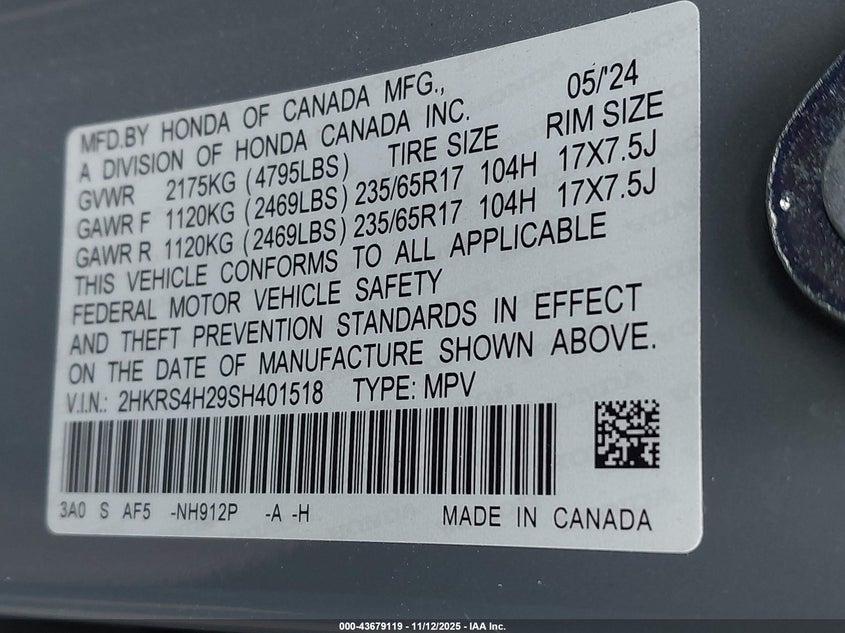 MFD.BY HONDA OF CANADA MFG., 05/'24
A DIVISION OF HONDA CANADA INC.
GVWR 2175KG (4795LBS) TIRE SIZE RIM SIZE
GAWR F 1120KG (2469LBS) 235/65R17 104H 17X7.5J
GAWR R 1120KG (2469LBS) 235/65R17 104H 17X7.5J
THIS VEHICLE CONFORMS TO ALL APPLICABLE
FEDERAL MOTOR VEHICLE SAFETY
AND THEFT PREVENTION STANDARDS IN EFFECT
ON THE DATE OF MANUFACTURE SHOWN ABOVE.
V.I.N.: 2HKRS4H29SH401518 TYPE: MPV
3A0 S AF5 -NH912P -A -H MADE IN CANADA
000-43679119 - 11/12/2025 - IAA Inc.